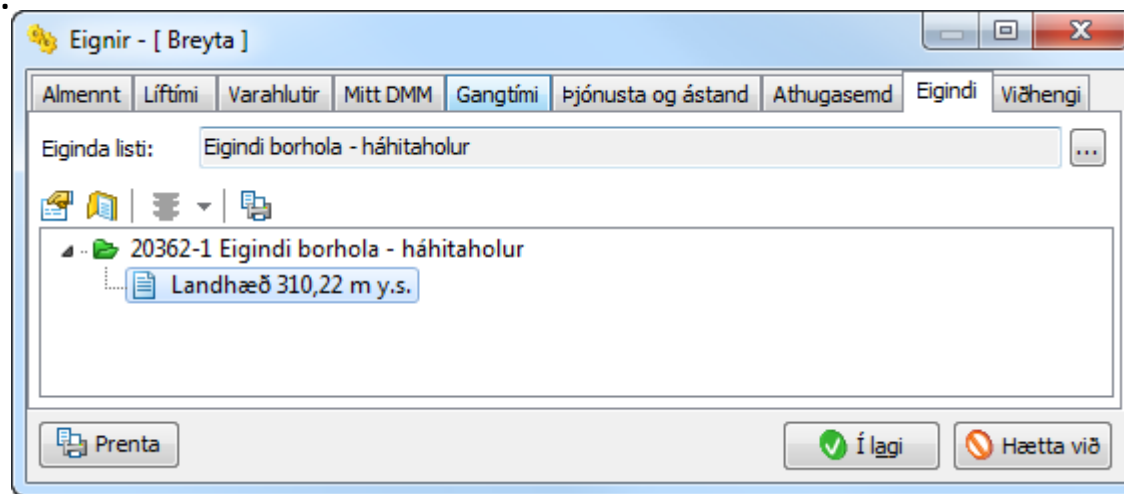 .
Eignir - [ Breyta ]
Almennt Líftími Varahlutir Mitt DMM Gangtími Þjónusta og ástand Athugasemd Eigindi Viðhengi
Eiginda listi: Eigindi borhola - háhitaholur ...
20362-1 Eigindi borhola - háhitaholur
Landhæð 310,22 m y.s.
Prenta Í lagi Hætta við